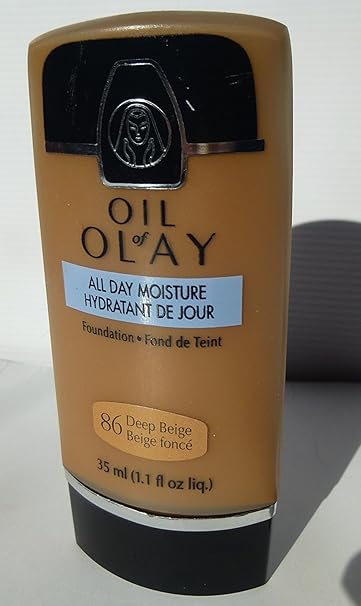 OIL
of
OLAY
ALL DAY MOISTURE
HYDRATANT DE JOUR
Foundation • Fond de Teint
86 Deep Beige
Beige foncé
35 ml (1.1 fl oz liq.)